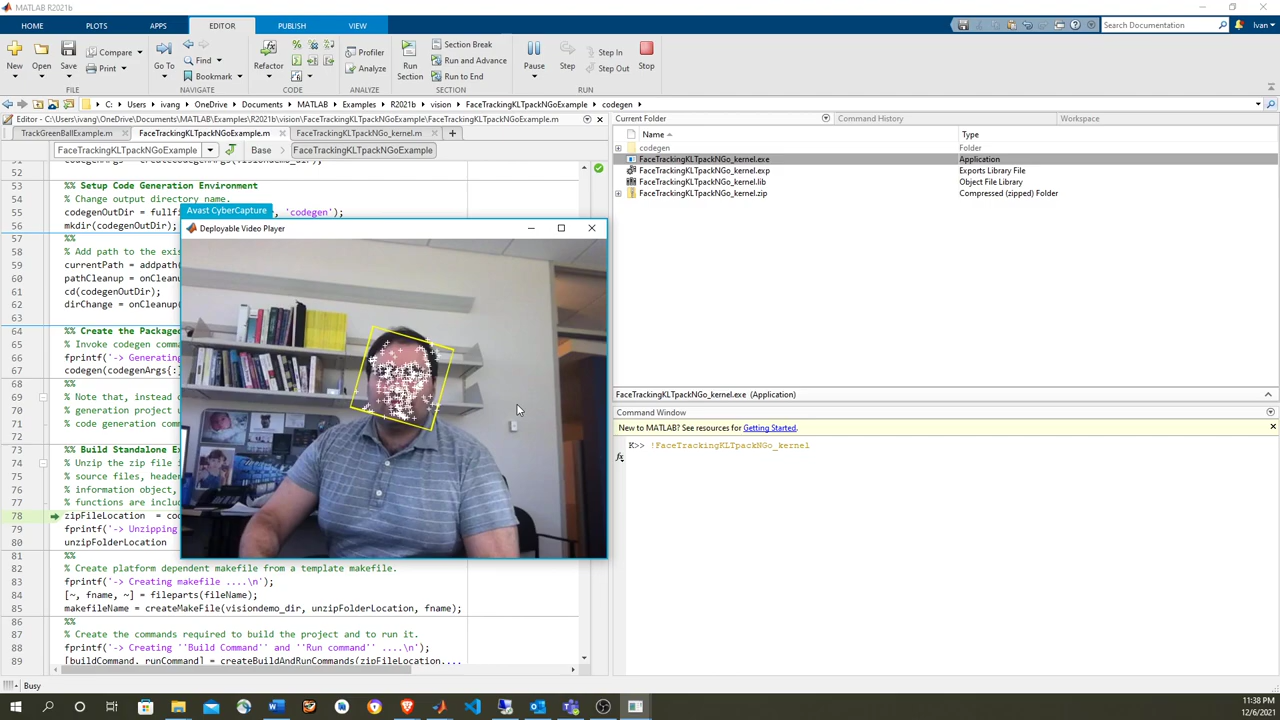 MATLAB R2021b
HOME PLOTS APPS EDITOR PUBLISH VIEW Search Documentation Ivan
New Open Save Compare Print Go To Find Bookmark Refactor Profiler Analyze Run Section Section Break Run and Advance Run to End Pause Step Step In Step Out Stop
FILE NAVIGATE CODE ANALYZE SECTION RUN
C: Users ivang OneDrive Documents MATLAB Examples R2021b vision FaceTrackingKLTpackNGoExample codegen
Editor - C:\Users\ivang\OneDrive\Documents\MATLAB\Examples\R2021b\vision\FaceTrackingKLTpackNGoExample\FaceTrackingKLTpackNGoExample.m
TrackGreenBallExample.m FaceTrackingKLTpackNGoExample.m FaceTrackingKLTpackNGo_kernel.m
FaceTrackingKLTpackNGoExample Base FaceTrackingKLTpackNGoExample
52
53 %% Setup Code Generation Environment
54 % Change output directory name.
55 codegenOutDir = fullfi , 'codegen');
56 mkdir(codegenOutDir);
57 %%
58 % Add path to the exis
59 currentPath = addpath(
60 pathCleanup = onCleanu
61 cd(codegenOutDir);
62 dirChange = onCleanup(
63
64 %% Create the Packaged
65 % Invoke codegen comma
66 fprintf('-> Generating
67 codegen(codegenArgs{:}
68 %%
69 % Note that, instead o
70 % generation project u
71 % code generation comm
72
73 %% Build Standalone Ex
74 % Unzip the zip file i
75 % source files, header
76 % information object,
77 % functions are includ
78 zipFileLocation = cod
79 fprintf('-> Unzipping
80 unzipFolderLocation
81 %%
82 % Create platform dependent makefile from a template makefile.
83 fprintf('-> Creating makefile ....\n');
84 [~, fname, ~] = fileparts(fileName);
85 makefileName = createMakeFile(visiondemo_dir, unzipFolderLocation, fname);
86 %%
87 % Create the commands required to build the project and to run it.
88 fprintf('-> Creating ''Build Command'' and ''Run command'' ....\n');
89 [buildCommand, runCommand] = createBuildAndRunCommands(zipFileLocation,...
Busy
Avast CyberCapture
Deployable Video Player
Current Folder Command History Workspace
Name Type
codegen Folder
FaceTrackingKLTpackNGo_kernel.exe Application
FaceTrackingKLTpackNGo_kernel.exp Exports Library File
FaceTrackingKLTpackNGo_kernel.lib Object File Library
FaceTrackingKLTpackNGo_kernel.zip Compressed (zipped) Folder
FaceTrackingKLTpackNGo_kernel.exe (Application)
Command Window
New to MATLAB? See resources for Getting Started.
K>> !FaceTrackingKLTpackNGo_kernel
11:38 PM
12/6/2021